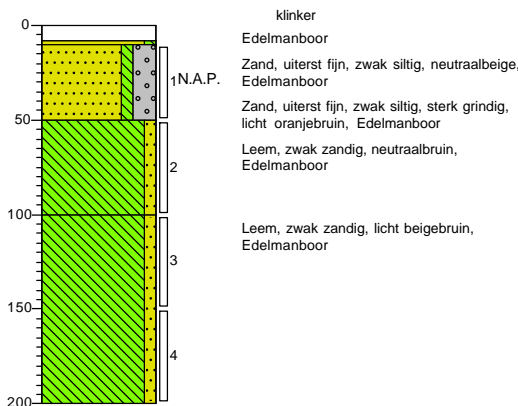 klinker
0
Edelmanboor
Zand, uiterst fijn, zwak siltig, neutraalbeige,
Edelmanboor
1 N.A.P.
Zand, uiterst fijn, zwak siltig, sterk grindig,
licht oranjebruin, Edelmanboor
50
Leem, zwak zandig, neutraalbruin,
Edelmanboor
2
100
Leem, zwak zandig, licht beigebruin,
Edelmanboor
3
150
4
200